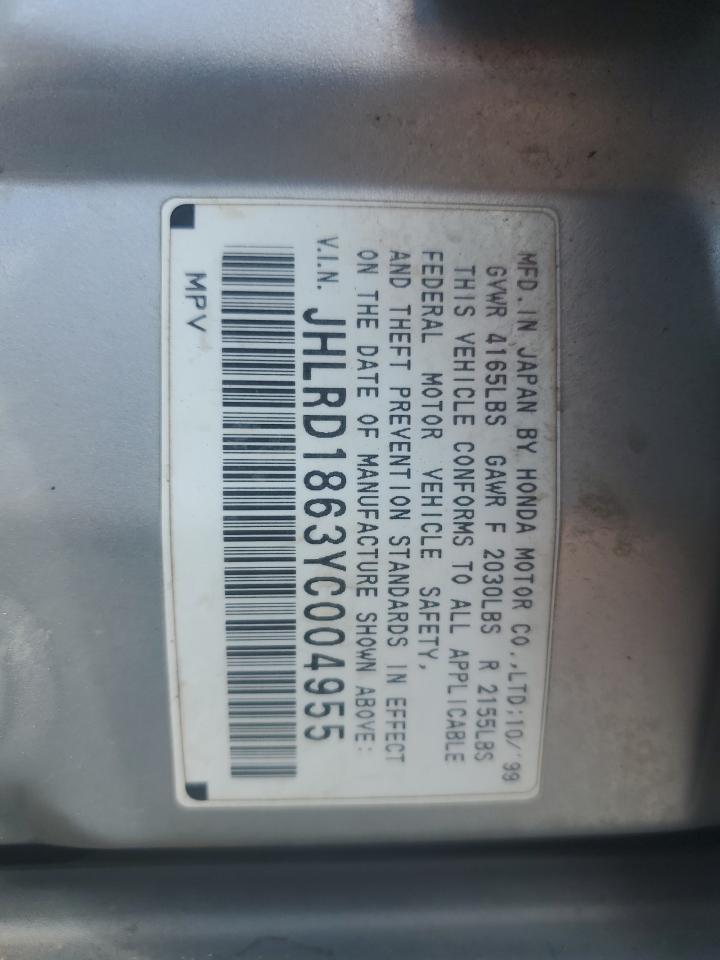 MFD. IN JAPAN BY HONDA MOTOR CO.,LTD;10/'99
GVWR 4165LBS GAWR F 2030LBS R 2155LBS
THIS VEHICLE CONFORMS TO ALL APPLICABLE
FEDERAL MOTOR VEHICLE SAFETY,
AND THEFT PREVENTION STANDARDS IN EFFECT
ON THE DATE OF MANUFACTURE SHOWN ABOVE:
V.I.N. JHLRD1863YC004955
MPV